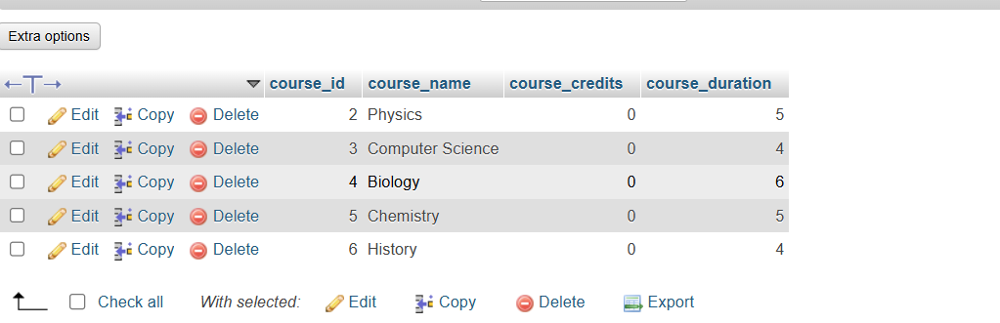 Extra options
course_id course_name course_credits course_duration
Edit Copy Delete 2 Physics 0 5
Edit Copy Delete 3 Computer Science 0 4
Edit Copy Delete 4 Biology 0 6
Edit Copy Delete 5 Chemistry 0 5
Edit Copy Delete 6 History 0 4
Check all With selected: Edit Copy Delete Export